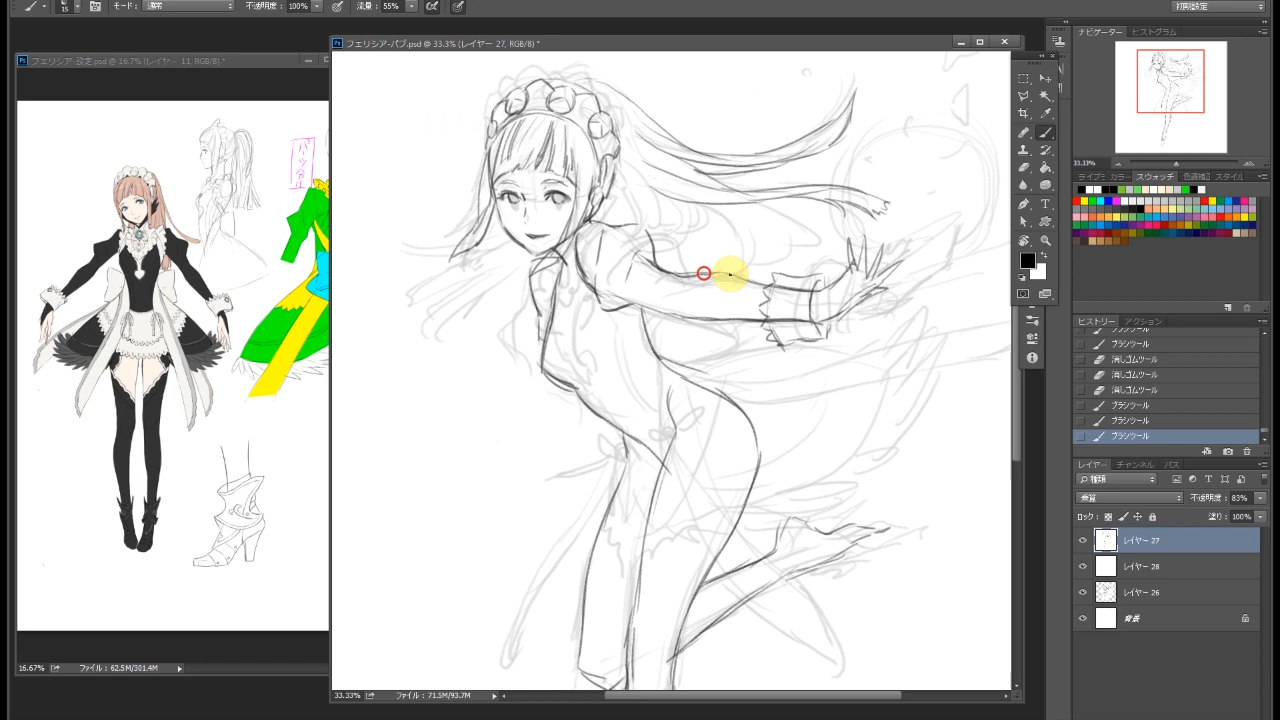 15
モード:
通常
不透明度: 100%
流量: 55%
初期設定
フェリシア-設定.psd @ 16.7% (レイヤー 11, RGB/8) *
フェリシア-パブ.psd @ 33.3% (レイヤー 27, RGB/8) *
16.67%
ファイル : 62.5M/301.4M
33.33%
ファイル : 71.5M/93.7M
ナビゲーター
ヒストグラム
33.33%
カラー
スウォッチ
スタイル
ヒストリー
アクション
ブラシツール
ブラシツール
消しゴムツール
消しゴムツール
消しゴムツール
ブラシツール
ブラシツール
ブラシツール
レイヤー
チャンネル
パス
種類
乗算
不透明度: 83%
ロック:
塗り: 100%
レイヤー 27
レイヤー 28
レイヤー 26
背景